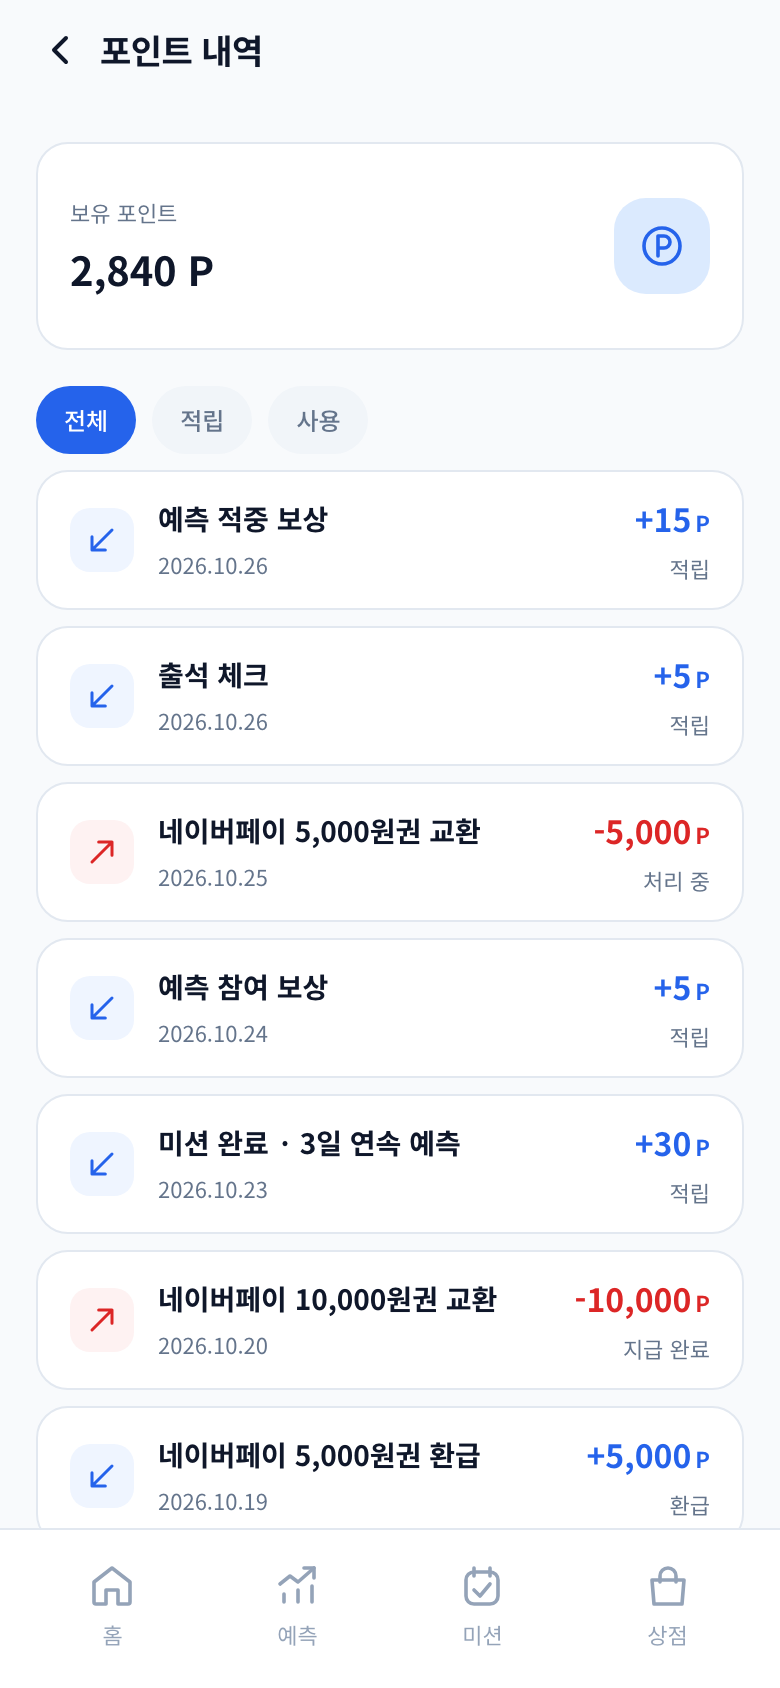 포인트 내역
보유 포인트
2,840 P
P
전체 적립 사용
예측 적중 보상 +15 P
2026.10.26 적립
출석 체크 +5 P
2026.10.26 적립
네이버페이 5,000원권 교환 -5,000 P
2026.10.25 처리 중
예측 참여 보상 +5 P
2026.10.24 적립
미션 완료 · 3일 연속 예측 +30 P
2026.10.23 적립
네이버페이 10,000원권 교환 -10,000 P
2026.10.20 지급 완료
네이버페이 5,000원권 환급 +5,000 P
2026.10.19 환급
홈 예측 미션 상점